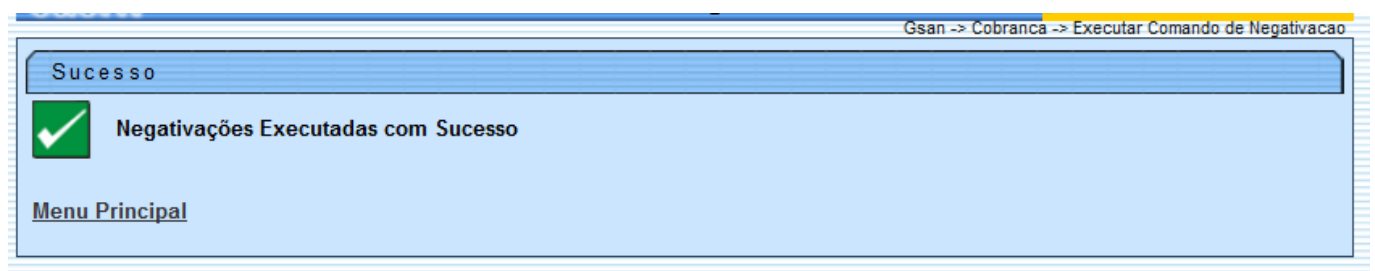 Gsan -> Cobranca -> Executar Comando de Negativacao
Sucesso
Negativações Executadas com Sucesso
Menu Principal